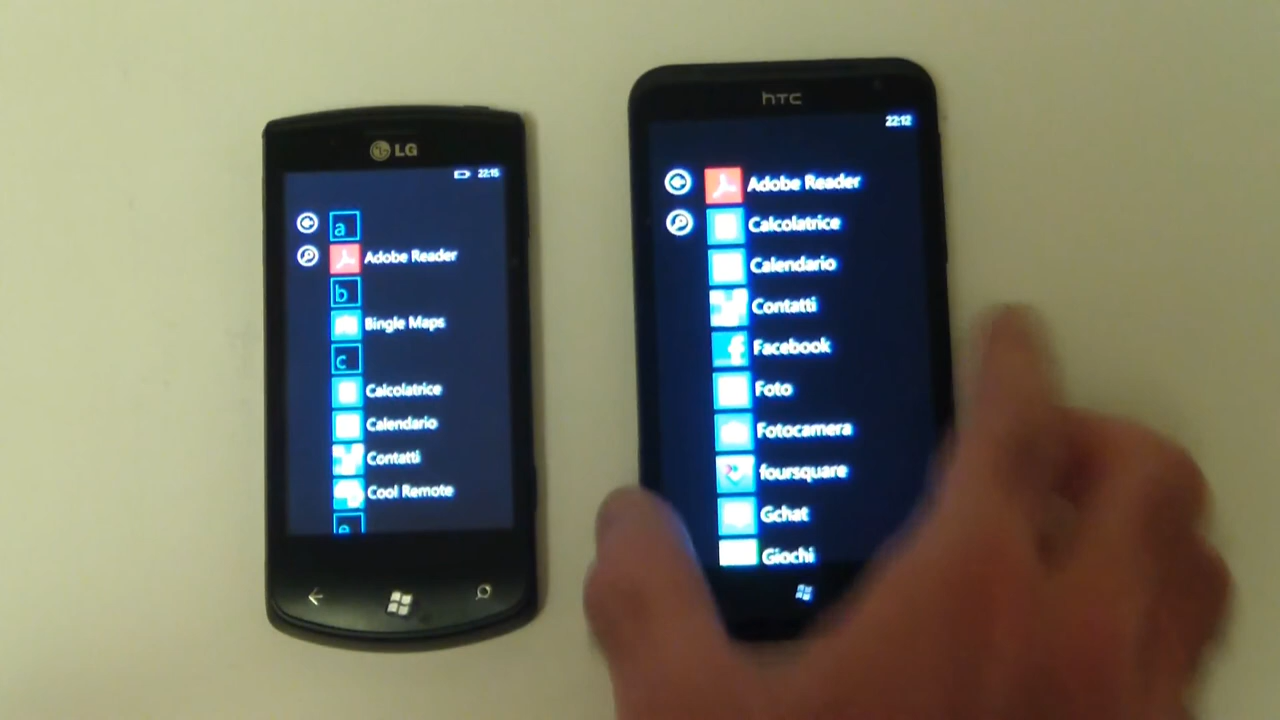 LG
22:15
a
Adobe Reader
b
Bingle Maps
c
Calcolatrice
Calendario
Contatti
Cool Remote
e
hTC
22:12
Adobe Reader
Calcolatrice
Calendario
Contatti
Facebook
Foto
Fotocamera
foursquare
Gchat
Giochi